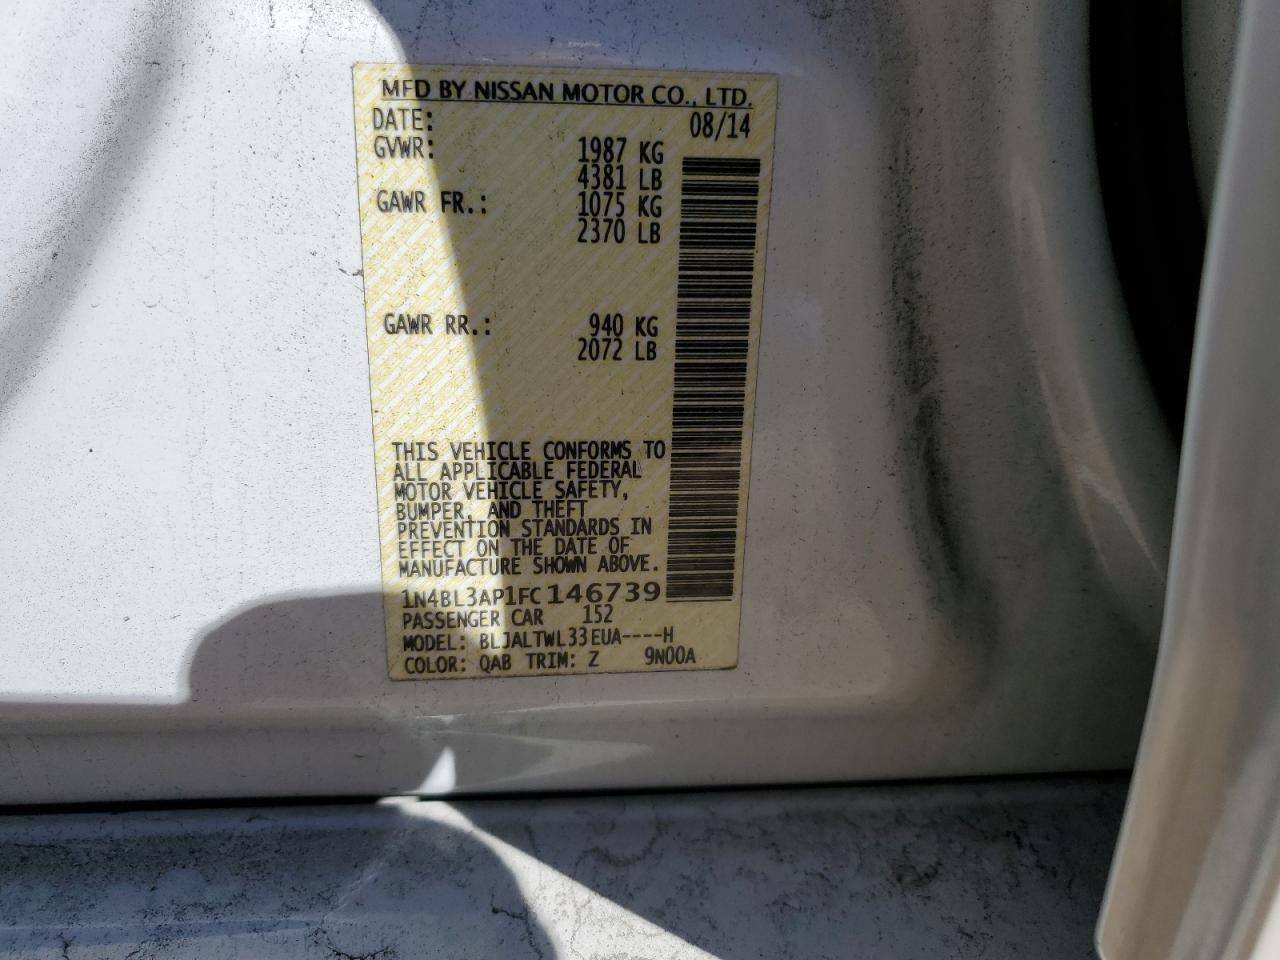 MFD BY NISSAN MOTOR CO., LTD.
DATE: 08/14
GVWR: 1987 KG
4381 LB
GAWR FR.: 1075 KG
2370 LB
GAWR RR.: 940 KG
2072 LB
THIS VEHICLE CONFORMS TO
ALL APPLICABLE FEDERAL
MOTOR VEHICLE SAFETY,
BUMPER, AND THEFT
PREVENTION STANDARDS IN
EFFECT ON THE DATE OF
MANUFACTURE SHOWN ABOVE.
1N4BL3AP1FC146739
PASSENGER CAR 152
MODEL: BLJALTWL33EUA----H
COLOR: QAB TRIM: Z 9N00A